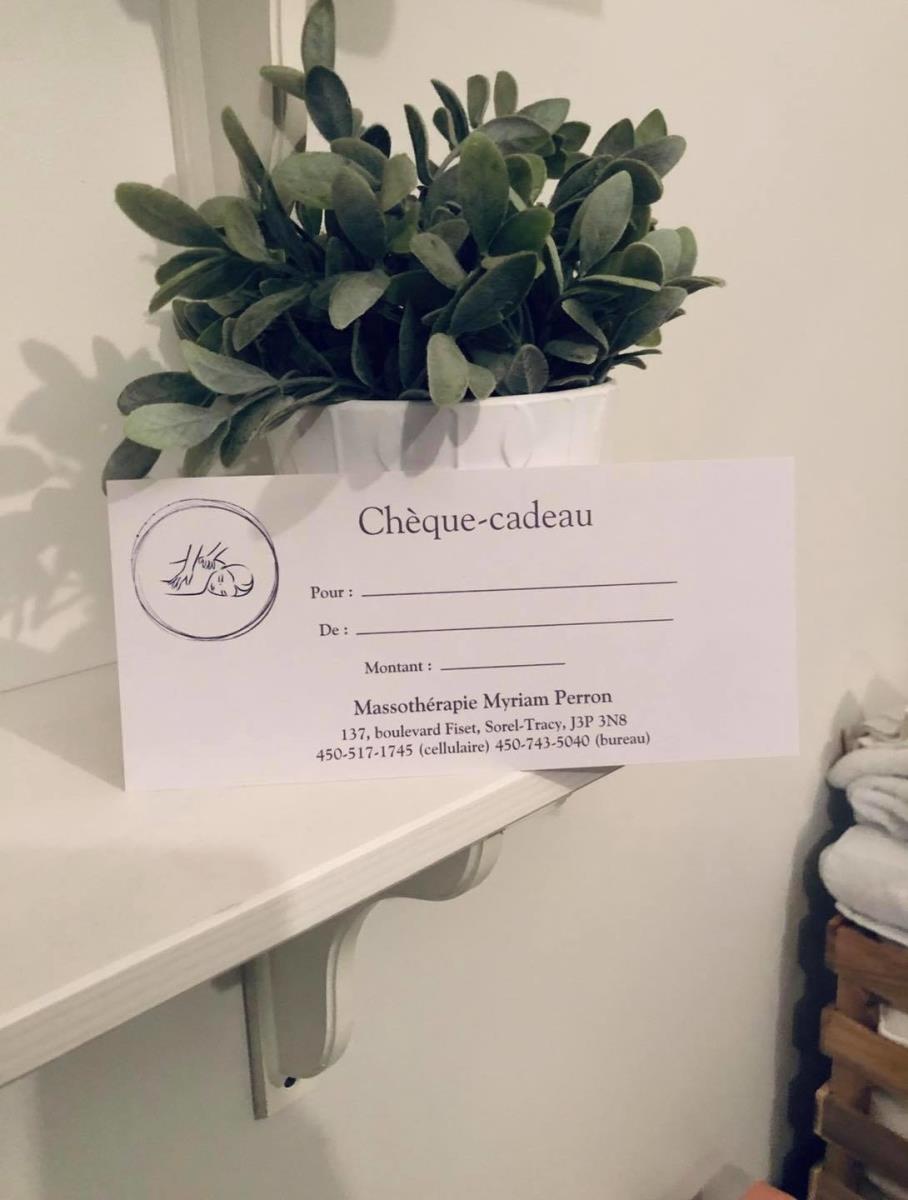 Chèque-cadeau
Pour :
De :
Montant :
Massothérapie Myriam Perron
137, boulevard Fiset, Sorel-Tracy, J3P 3N8
450-517-1745 (cellulaire) 450-743-5040 (bureau)